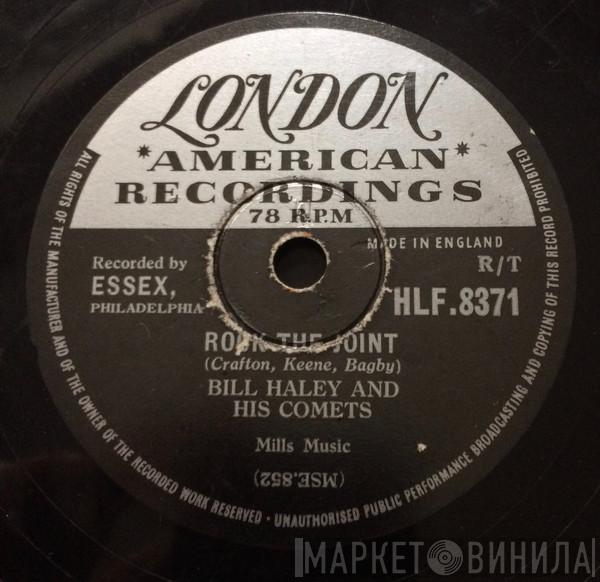 LONDON
*AMERICAN*
RECORDINGS
78 R.P.M
MADE IN ENGLAND
Recorded by
ESSEX,
PHILADELPHIA
R/T
HLF.8371
ROCK THE JOINT
(Crafton, Keene, Bagby)
BILL HALEY AND
HIS COMETS
Mills Music
(MSE.852)
ALL RIGHTS OF THE MANUFACTURER AND OF THE OWNER OF THE RECORDED WORK RESERVED · UNAUTHORISED PUBLIC PERFORMANCE BROADCASTING AND COPYING OF THIS RECORD PROHIBITED
МАРКЕТ ВИНИЛА